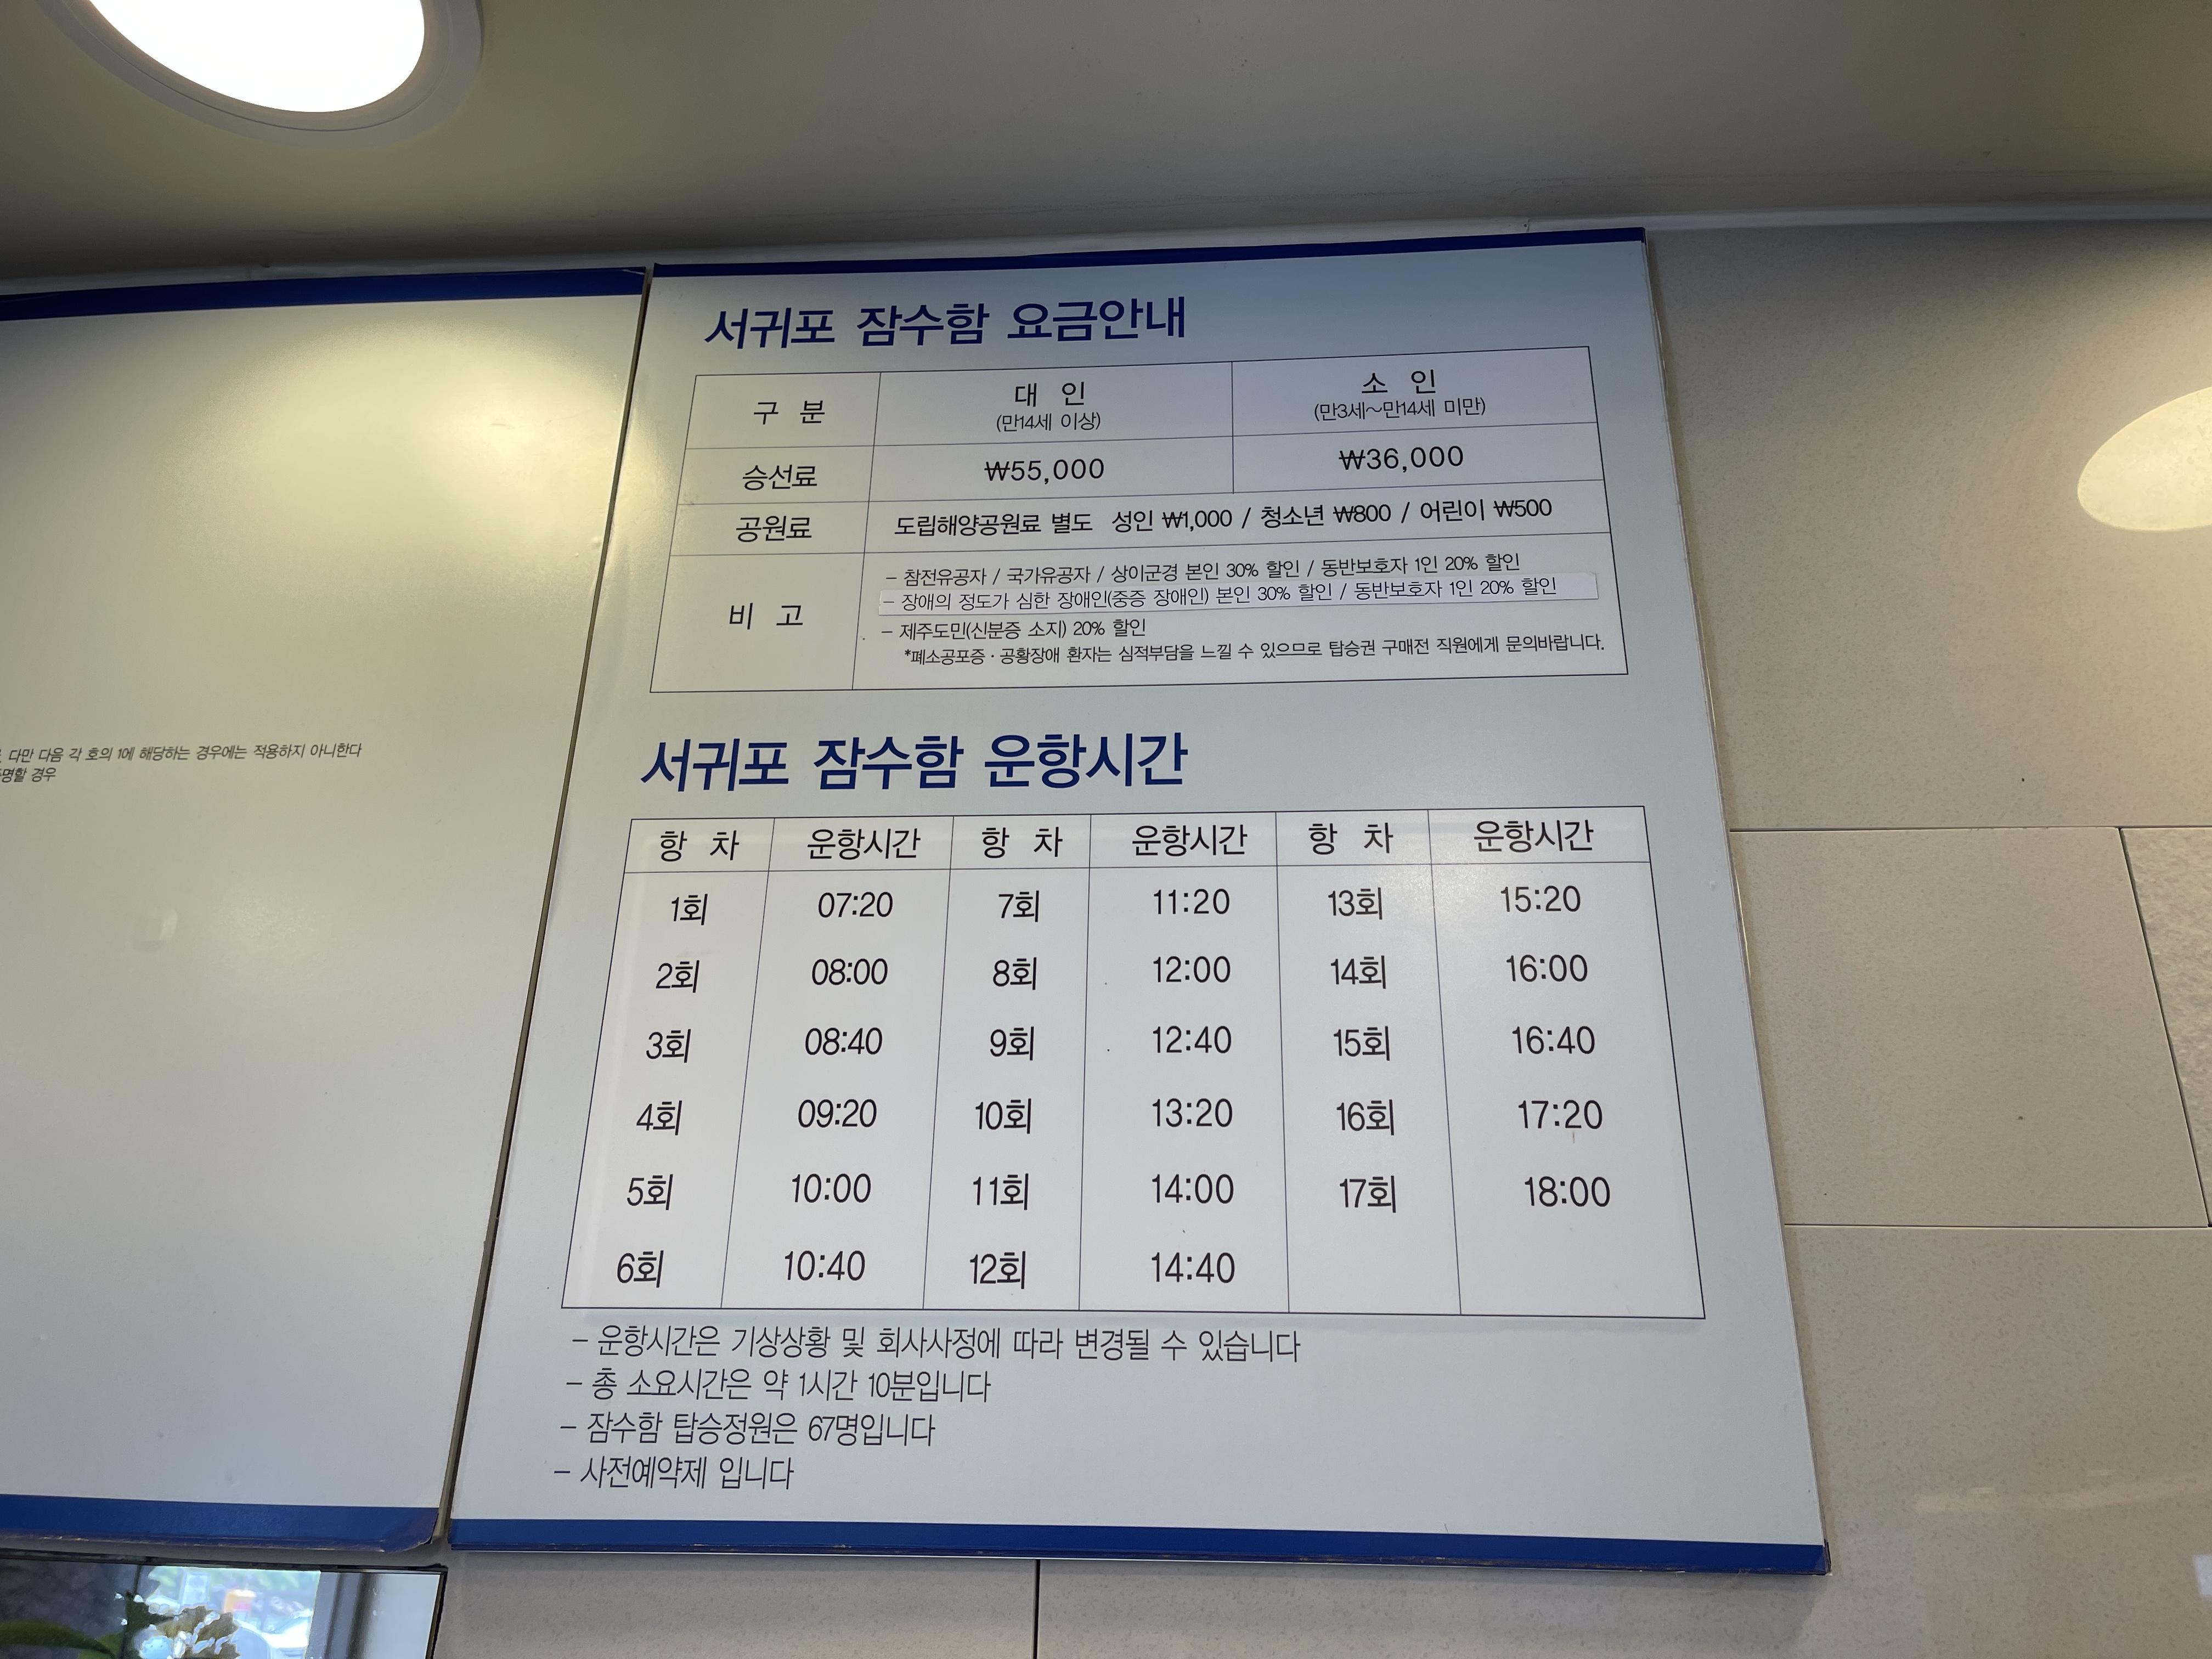 서귀포 잠수함 요금안내
구 분 대 인 소 인
(만14세 이상) (만3세~만14세 미만)
승선료 ₩55,000 ₩36,000
공원료 도립해양공원료 별도 성인 ₩1,000 / 청소년 ₩800 / 어린이 ₩500
비 고
- 참전유공자 / 국가유공자 / 상이군경 본인 30% 할인 / 동반보호자 1인 20% 할인
- 장애의 정도가 심한 장애인(중증 장애인) 본인 30% 할인 / 동반보호자 1인 20% 할인
- 제주도민(신분증 소지) 20% 할인
*폐소공포증 · 공황장애 환자는 심적부담을 느낄 수 있으므로 탑승권 구매전 직원에게 문의바랍니다.
서귀포 잠수함 운항시간
항 차 운항시간 항 차 운항시간 항 차 운항시간
1회 07:20 7회 11:20 13회 15:20
2회 08:00 8회 12:00 14회 16:00
3회 08:40 9회 12:40 15회 16:40
4회 09:20 10회 13:20 16회 17:20
5회 10:00 11회 14:00 17회 18:00
6회 10:40 12회 14:40
- 운항시간은 기상상황 및 회사사정에 따라 변경될 수 있습니다
- 총 소요시간은 약 1시간 10분입니다
- 잠수함 탑승정원은 67명입니다
- 사전예약제 입니다
다만 다음 각 호의 1에 해당하는 경우에는 적용하지 아니한다
명할 경우